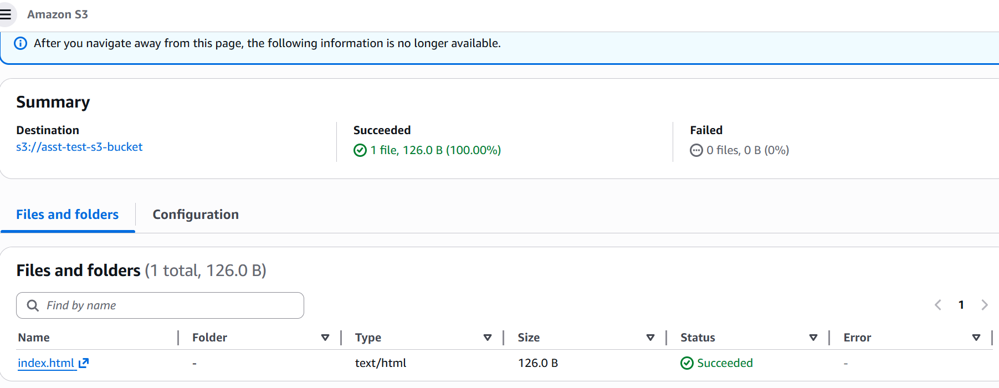 Amazon S3
After you navigate away from this page, the following information is no longer available.
Summary
Destination
s3://asst-test-s3-bucket
Succeeded
1 file, 126.0 B (100.00%)
Failed
0 files, 0 B (0%)
Files and folders
Configuration
Files and folders (1 total, 126.0 B)
Find by name
1
Name Folder Type Size Status Error
index.html - text/html 126.0 B Succeeded -